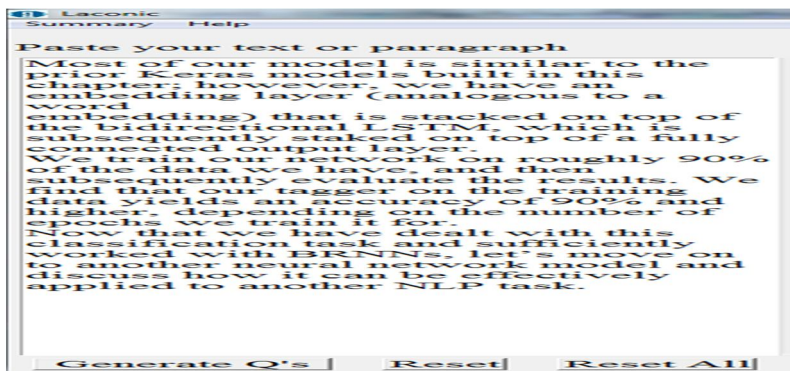 Laconic
Summary Help
Paste your text or paragraph
Most of our model is similar to the
prior Keras models built in this
chapter; however, we have an
embedding layer (analogous to a
word
embedding) that is stacked on top of
the bidirectional LSTM, which is
subsequently staked on top of a fully
connected output layer.
We train our network on roughly 90%
of the data we have, and then
subsequently evaluate the results. We
find that our tagger on the training
data yields an accuracy of 90% and
higher, depending on the number of
epochs we train it for.
Now that we have dealt with this
classification task and sufficiently
worked with BRNNs, let's move on
to another neural network model and
discuss how it can be effectively
applied to another NLP task.
Generate Q's Reset Reset All